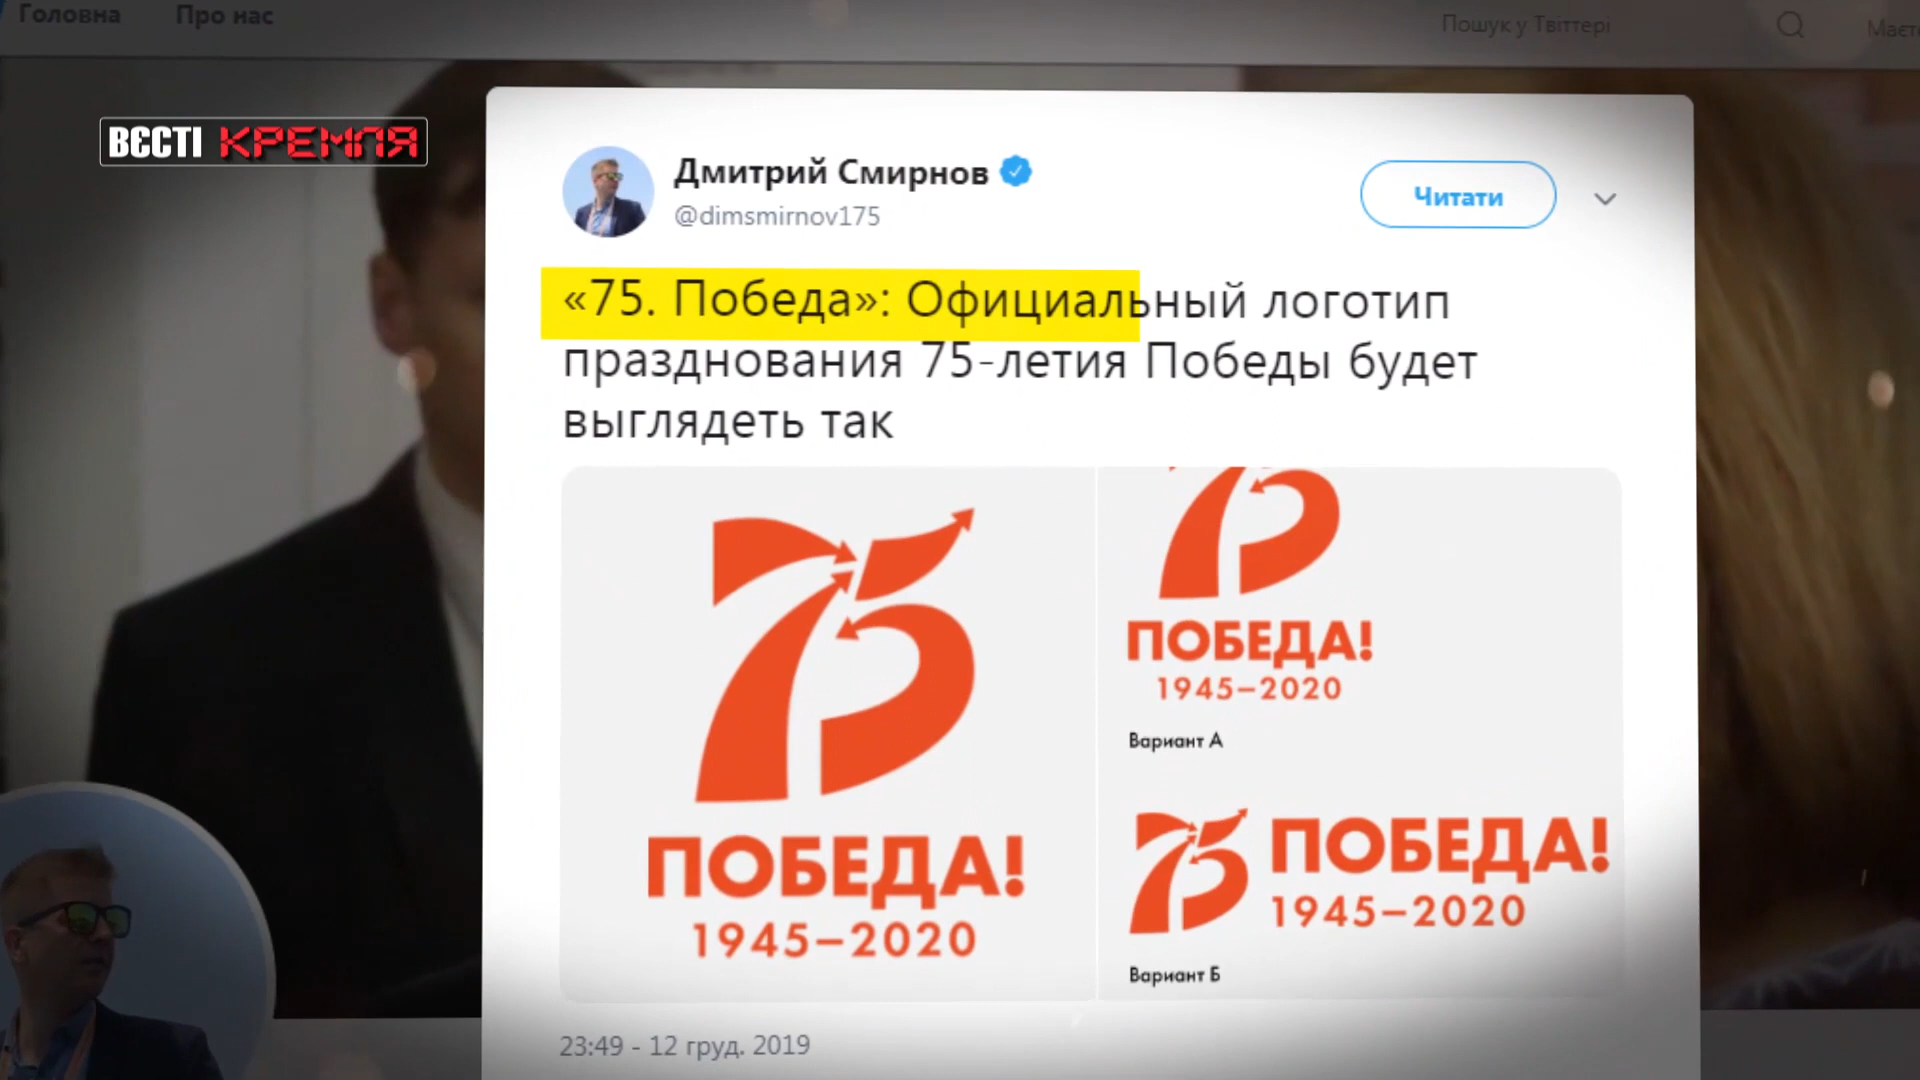 Головна Про нас
Пошук у Твіттері
ВЄСТІ КРЕМЛЯ
Дмитрий Смирнов
@dimsmirnov175
Читати
«75. Победа»: Официальный логотип
празднования 75-летия Победы будет
выглядеть так
75
ПОБЕДА!
1945–2020
75
ПОБЕДА!
1945–2020
Вариант А
75 ПОБЕДА!
1945–2020
Вариант Б
23:49 - 12 груд. 2019